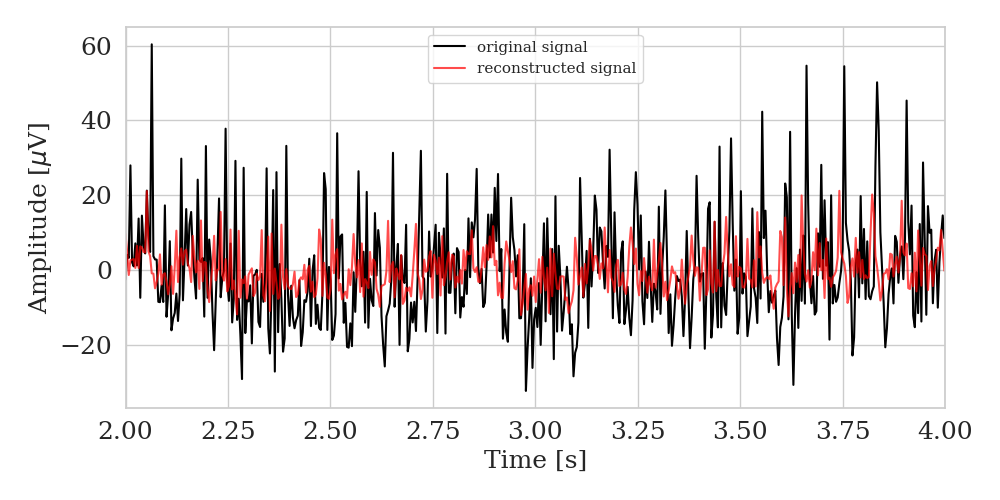 original signal
reconstructed signal
Amplitude [μV]
60
40
20
0
−20
2.00 2.25 2.50 2.75 3.00 3.25 3.50 3.75 4.00
Time [s]